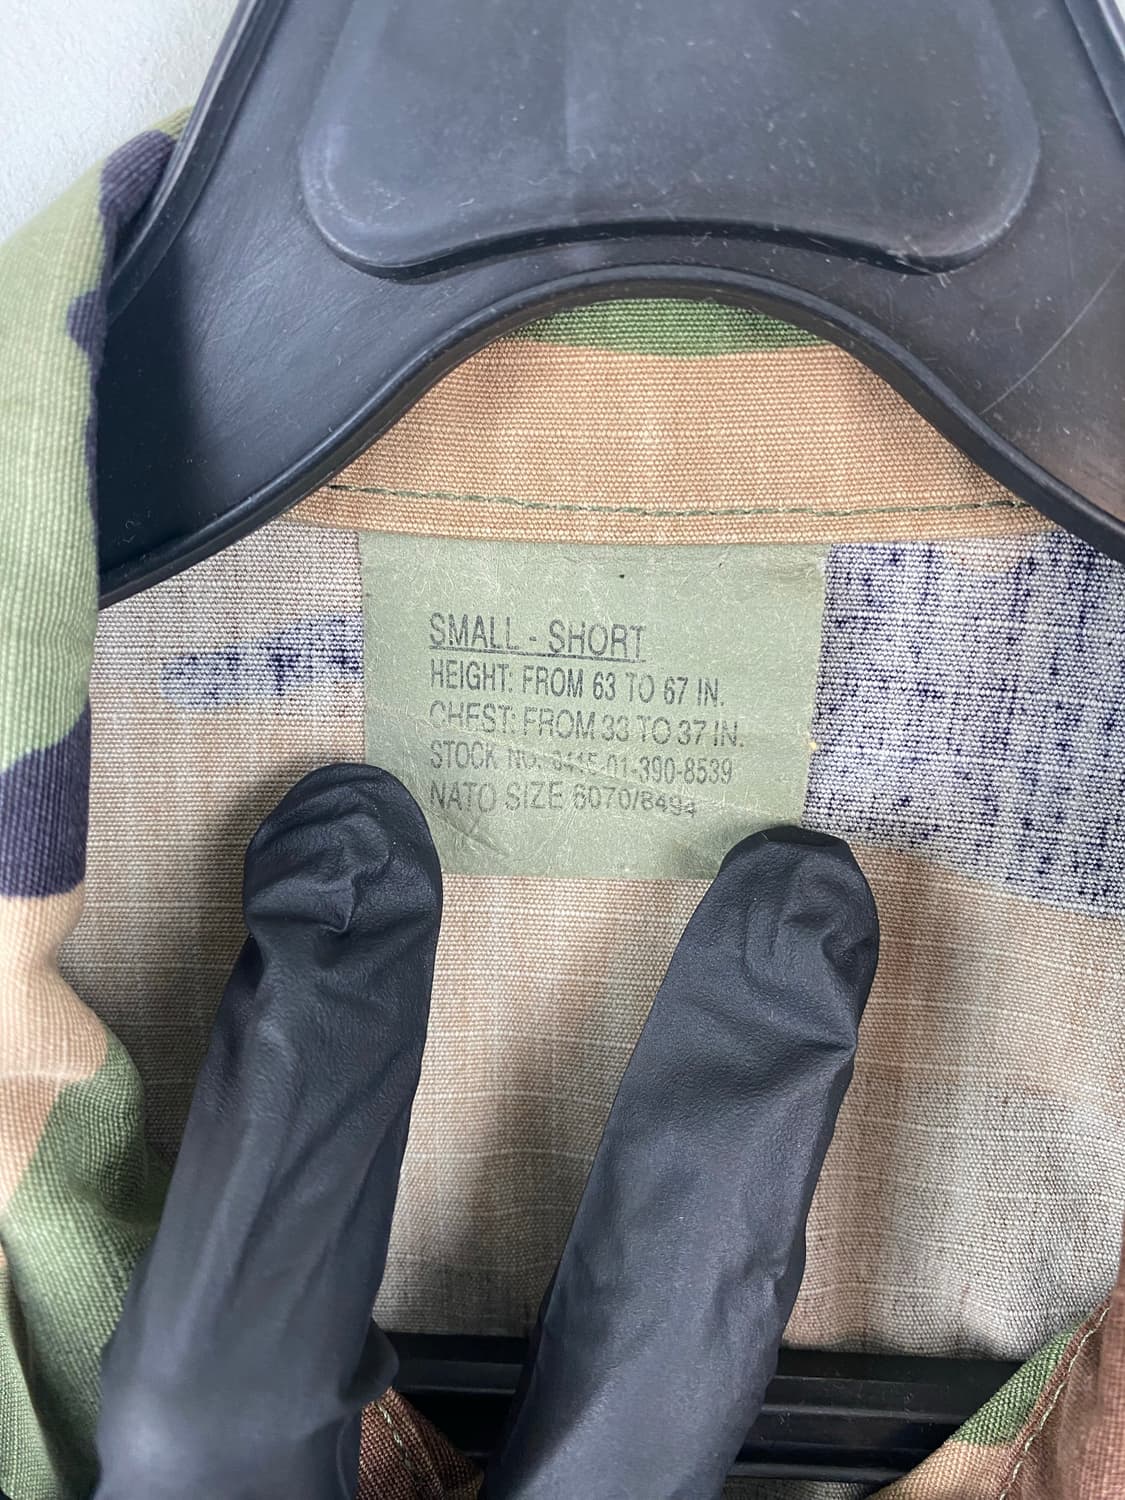 SMALL - SHORT
HEIGHT: FROM 63 TO 67 IN.
CHEST: FROM 33 TO 37 IN.
STOCK NO. 8415-01-390-8539
NATO SIZE 6070/8494